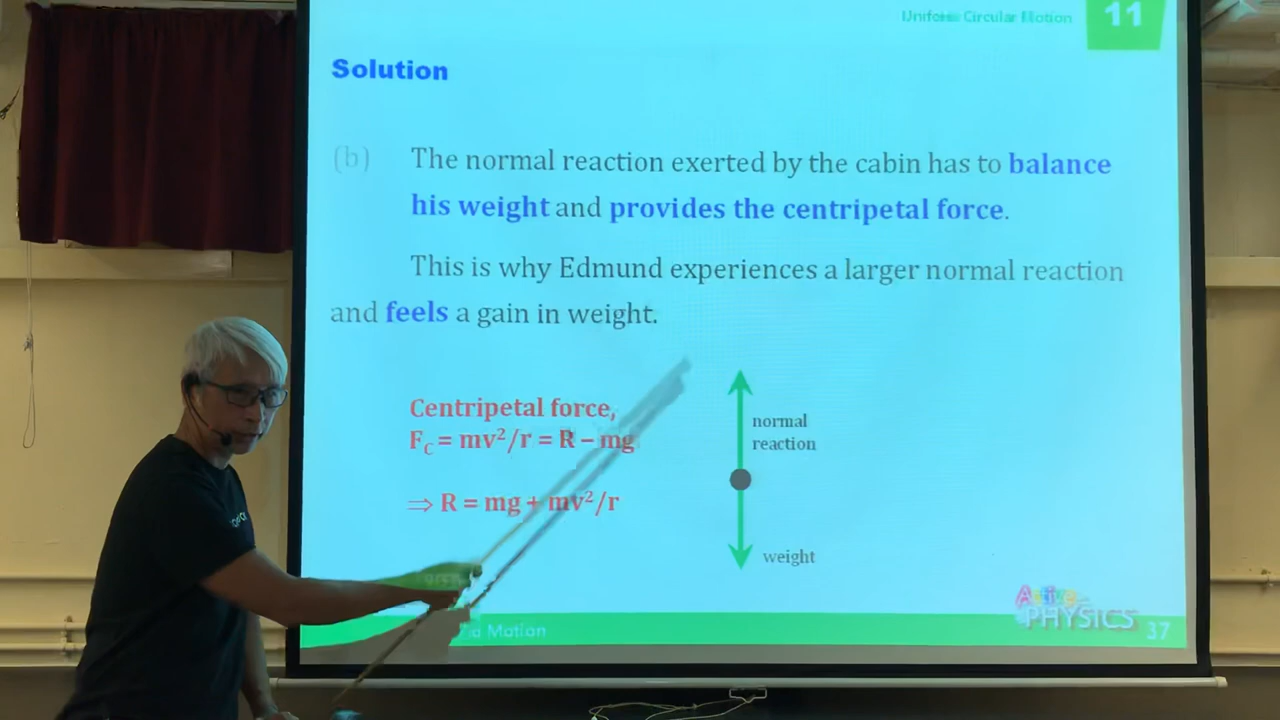 Uniform Circular Motion
11
Solution
(b) The normal reaction exerted by the cabin has to balance
his weight and provides the centripetal force.
This is why Edmund experiences a larger normal reaction
and feels a gain in weight.
Centripetal force,
F_C = mv²/r = R – mg
⇒ R = mg + mv²/r
normal
reaction
weight
Force
Motion
Active
PHYSICS
37